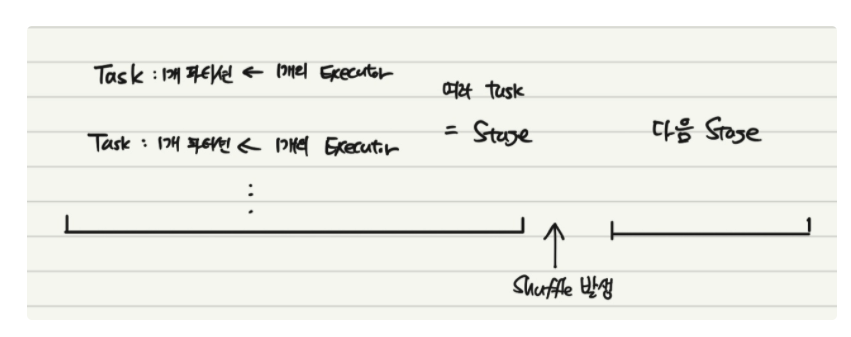 Task : 1개 파티션 ← 1개의 Executor
Task : 1개 파티션 ← 1개의 Executor
⋮
여러 task
= Stage
다음 Stage
Shuffle 발생